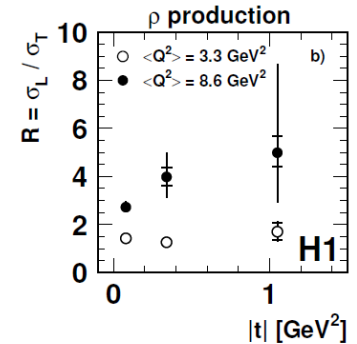 ρ production
R = σL / σT
10
8
6
4
2
0
<Q²> = 3.3 GeV²
<Q²> = 8.6 GeV²
b)
H1
0
1
|t| [GeV²]